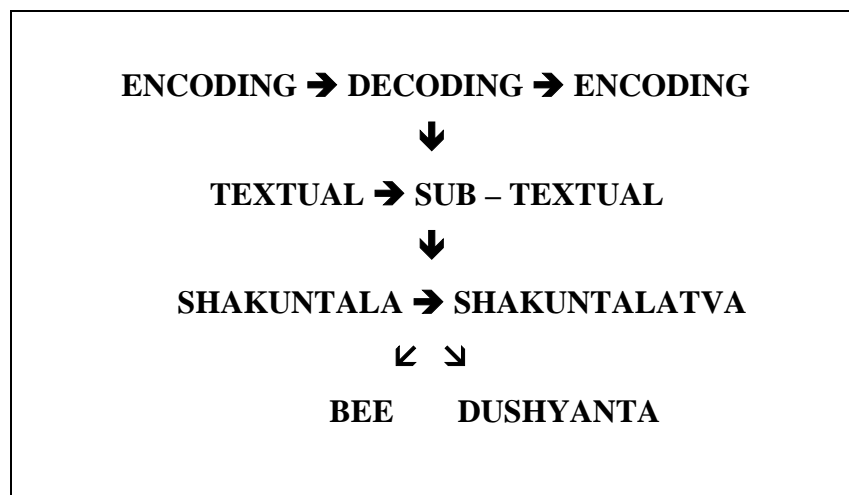 ENCODING ➔ DECODING ➔ ENCODING
🡻
TEXTUAL ➔ SUB – TEXTUAL
🡻
SHAKUNTALA ➔ SHAKUNTALATVA
🡿 🡾
BEE DUSHYANTA